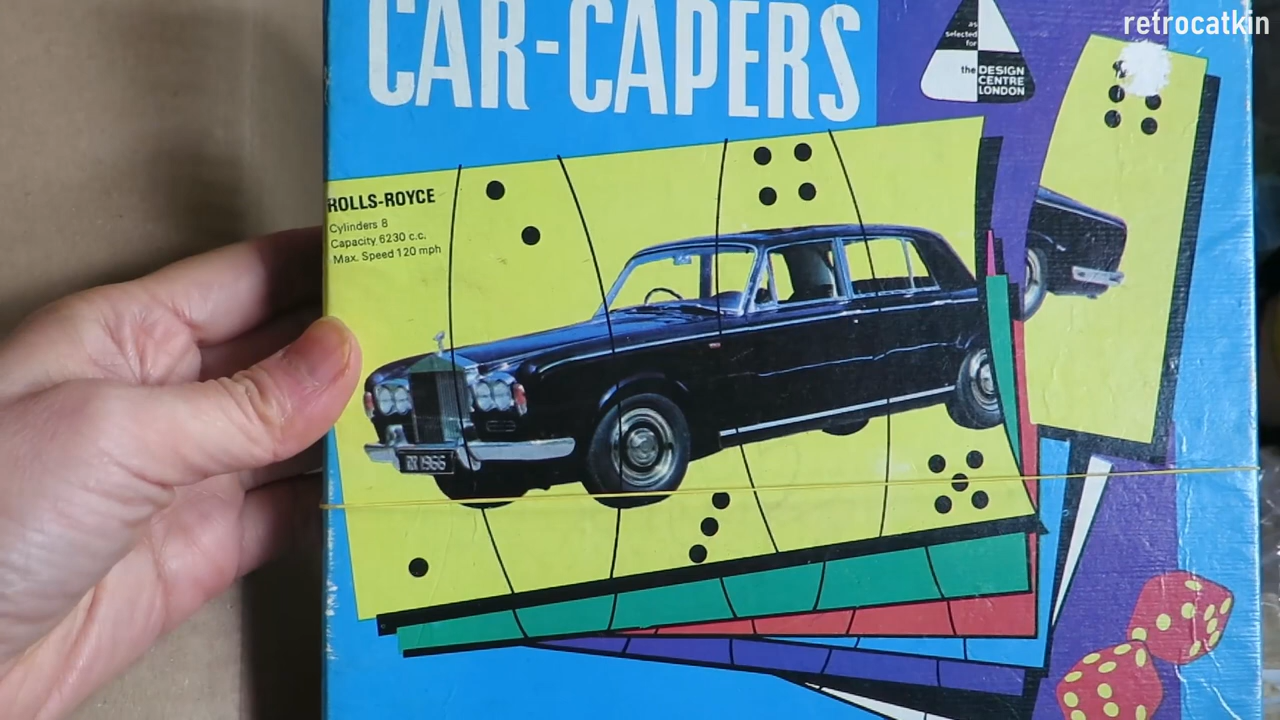 retrocatkin
CAR-CAPERS
as
selected
for
the DESIGN
CENTRE
LONDON
ROLLS-ROYCE
Cylinders 8
Capacity 6230 c.c.
Max. Speed 120 mph
RR 1966